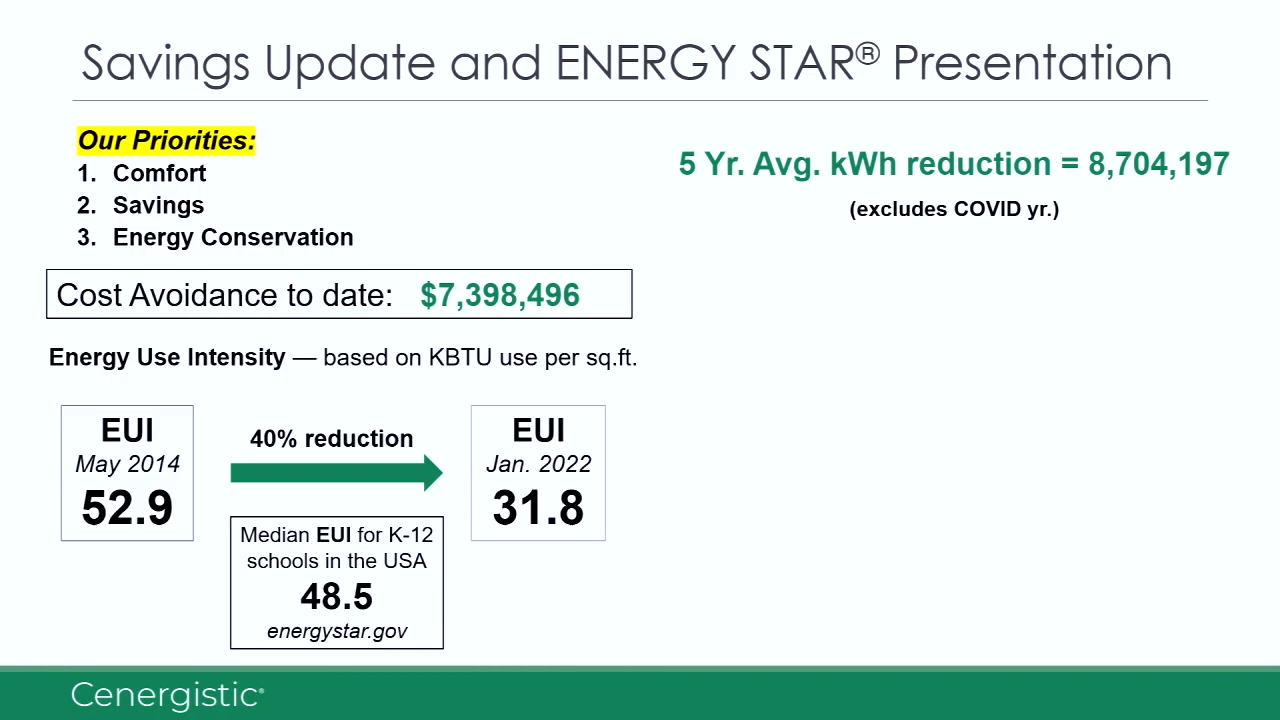 Savings Update and ENERGY STAR® Presentation
Our Priorities:
1. Comfort
2. Savings
3. Energy Conservation
5 Yr. Avg. kWh reduction = 8,704,197
(excludes COVID yr.)
Cost Avoidance to date: $7,398,496
Energy Use Intensity — based on KBTU use per sq.ft.
EUI
May 2014
52.9
40% reduction
EUI
Jan. 2022
31.8
Median EUI for K-12
schools in the USA
48.5
energystar.gov
Cenergistic®